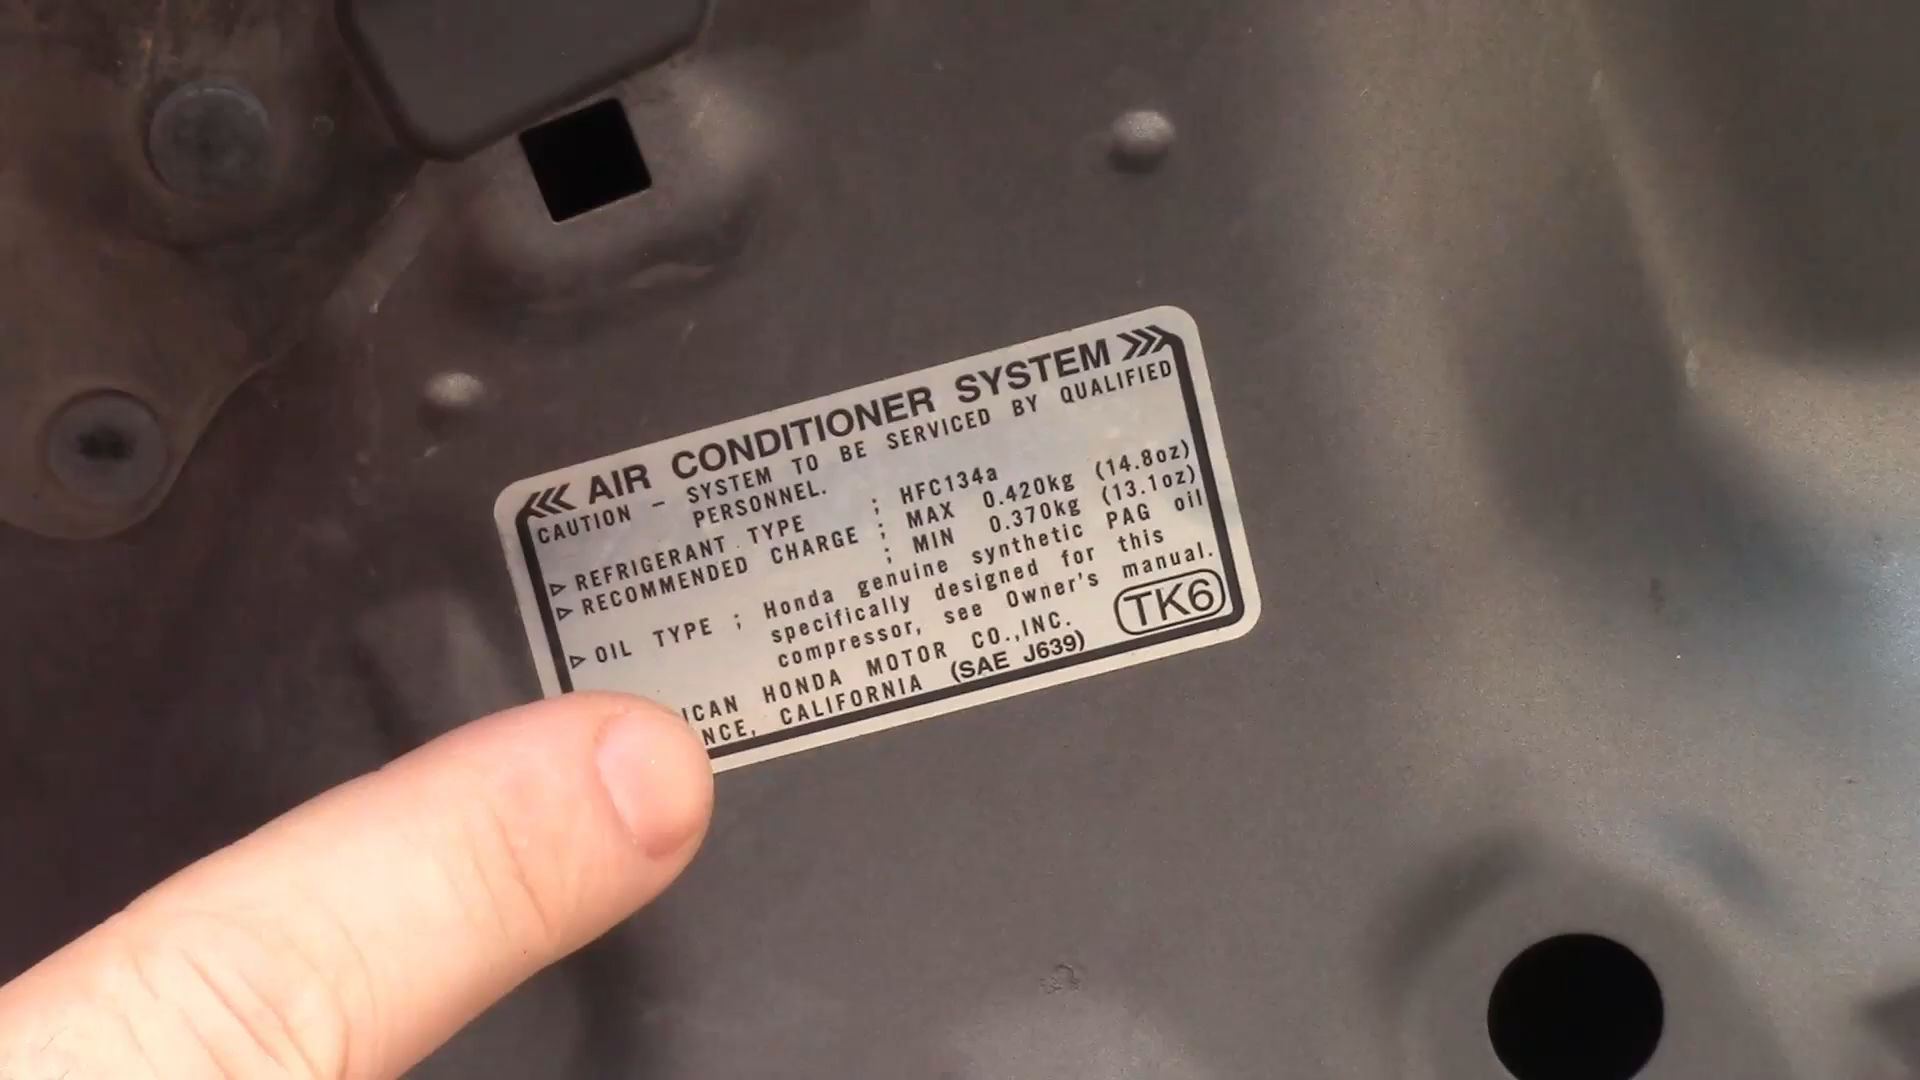 AIR CONDITIONER SYSTEM
CAUTION – SYSTEM TO BE SERVICED BY QUALIFIED
PERSONNEL.
▷ REFRIGERANT TYPE ; HFC134a
▷ RECOMMENDED CHARGE ; MAX 0.420kg (14.8oz)
; MIN 0.370kg (13.1oz)
▷ OIL TYPE ; Honda genuine synthetic PAG oil
specifically designed for this
compressor, see Owner's manual.
ICAN HONDA MOTOR CO.,INC.
NCE, CALIFORNIA (SAE J639)
TK6